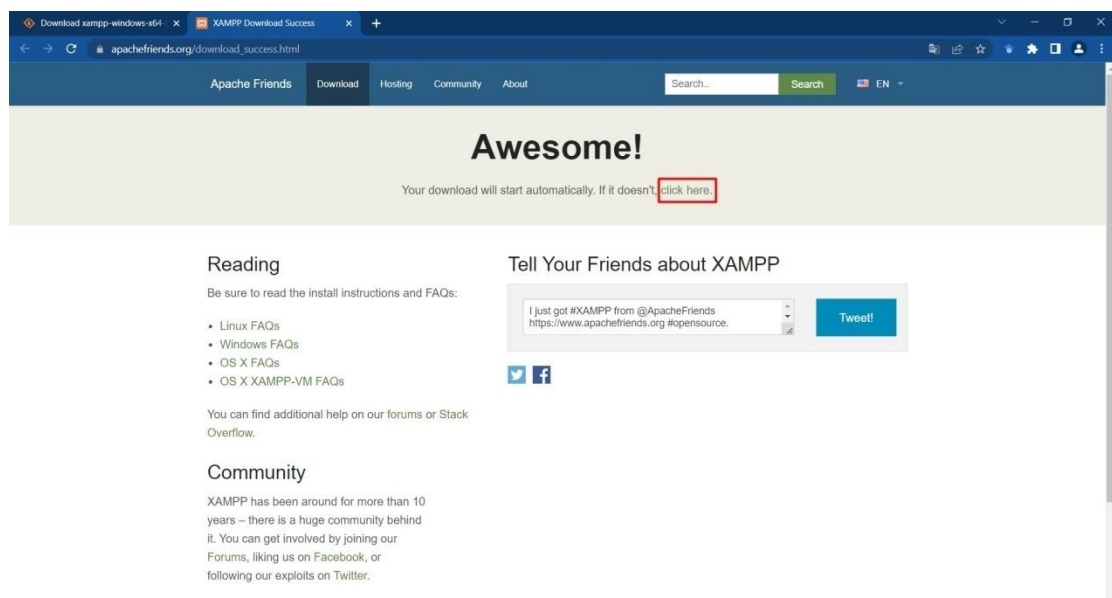 Download xampp-windows-x64-
XAMPP Download Success
apachefriends.org/download_success.html
Apache Friends Download Hosting Community About Search.. Search EN
Awesome!
Your download will start automatically. If it doesn't, click here.
Reading
Be sure to read the install instructions and FAQs:
• Linux FAQs
• Windows FAQs
• OS X FAQs
• OS X XAMPP-VM FAQs
You can find additional help on our forums or Stack
Overflow.
Community
XAMPP has been around for more than 10
years – there is a huge community behind
it. You can get involved by joining our
Forums, liking us on Facebook, or
following our exploits on Twitter.
Tell Your Friends about XAMPP
I just got #XAMPP from @ApacheFriends
https://www.apachefriends.org #opensource.
Tweet!